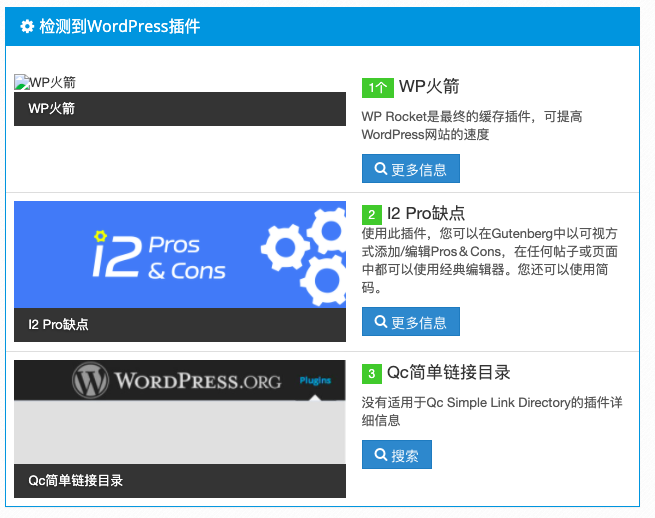 检测到WordPress插件
WP火箭
WP火箭
1个 WP火箭
WP Rocket是最终的缓存插件，可提高
WordPress网站的速度
更多信息
i2 Pros
& Cons
I2 Pro缺点
2 I2 Pro缺点
使用此插件，您可以在Gutenberg中以可视方
式添加/编辑Pros＆Cons，在任何帖子或页面
中都可以使用经典编辑器。您还可以使用简
码。
更多信息
WORDPRESS.ORG
Plugins
Qc简单链接目录
3 Qc简单链接目录
没有适用于Qc Simple Link Directory的插件详
细信息
搜索